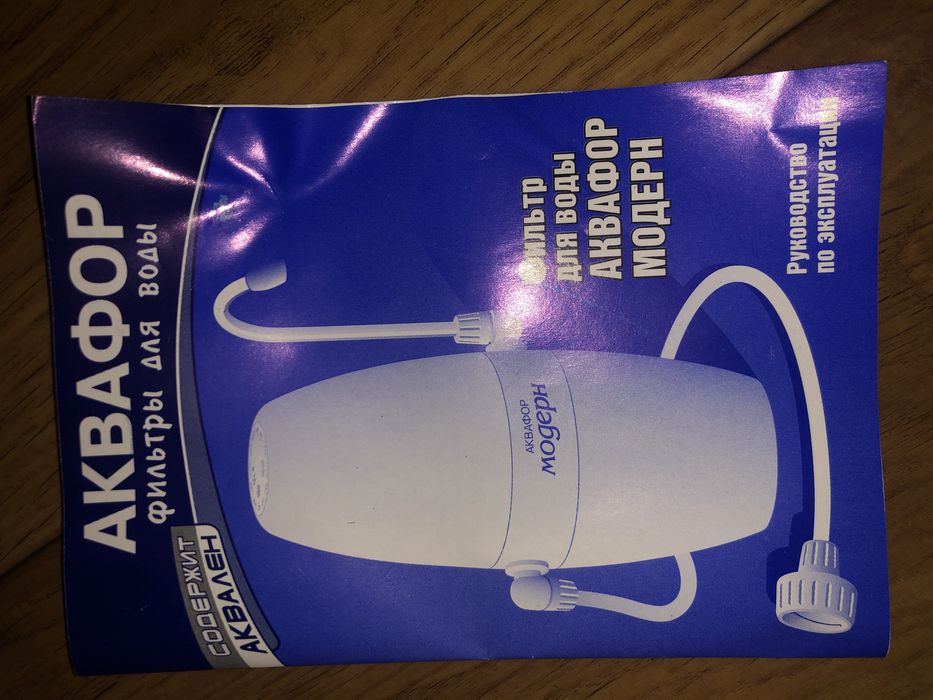 АКВАФОР
фильтры для воды
СОДЕРЖИТ
АКВАЛЕН
Фильтр
для воды
АКВАФОР
МОДЕРН
АКВАФОР
модерн
Руководство
по эксплуатации